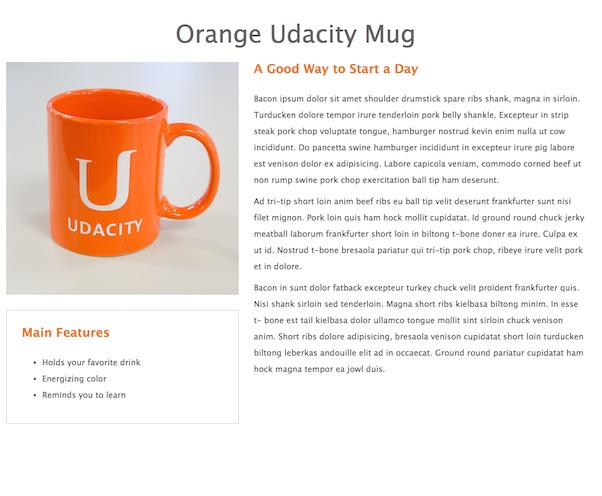 Orange Udacity Mug
U
UDACITY
Main Features
• Holds your favorite drink
• Energizing color
• Reminds you to learn
A Good Way to Start a Day
Bacon ipsum dolor sit amet shoulder drumstick spare ribs shank, magna in sirloin.
Turducken dolore tempor irure tenderloin pork belly shankle. Excepteur in strip
steak pork chop voluptate tongue, hamburger nostrud kevin enim nulla ut cow
incididunt. Do pancetta swine hamburger incididunt in excepteur irure pig labore
est venison dolor ex adipisicing. Labore capicola veniam, commodo corned beef ut
non rump swine pork chop exercitation ball tip ham deserunt.
Ad tri-tip short loin anim beef ribs eu ball tip velit deserunt frankfurter sunt nisi
filet mignon. Pork loin quis ham hock mollit cupidatat. Id ground round chuck jerky
meatball laborum frankfurter short loin in biltong t-bone doner ea irure. Culpa ex
ut id. Nostrud t-bone bresaola pariatur qui tri-tip pork chop, ribeye irure velit pork
et in dolore.
Bacon in sunt dolor fatback excepteur turkey chuck velit proident frankfurter quis.
Nisi shank sirloin sed tenderloin. Magna short ribs kielbasa biltong minim. In esse
t- bone est tail kielbasa dolor ullamco tongue mollit sint sirloin chuck venison
anim. Short ribs dolore adipisicing, bresaola venison cupidatat short loin turducken
biltong leberkas andouille elit ad in occaecat. Ground round pariatur cupidatat ham
hock magna tempor ea jowl duis.